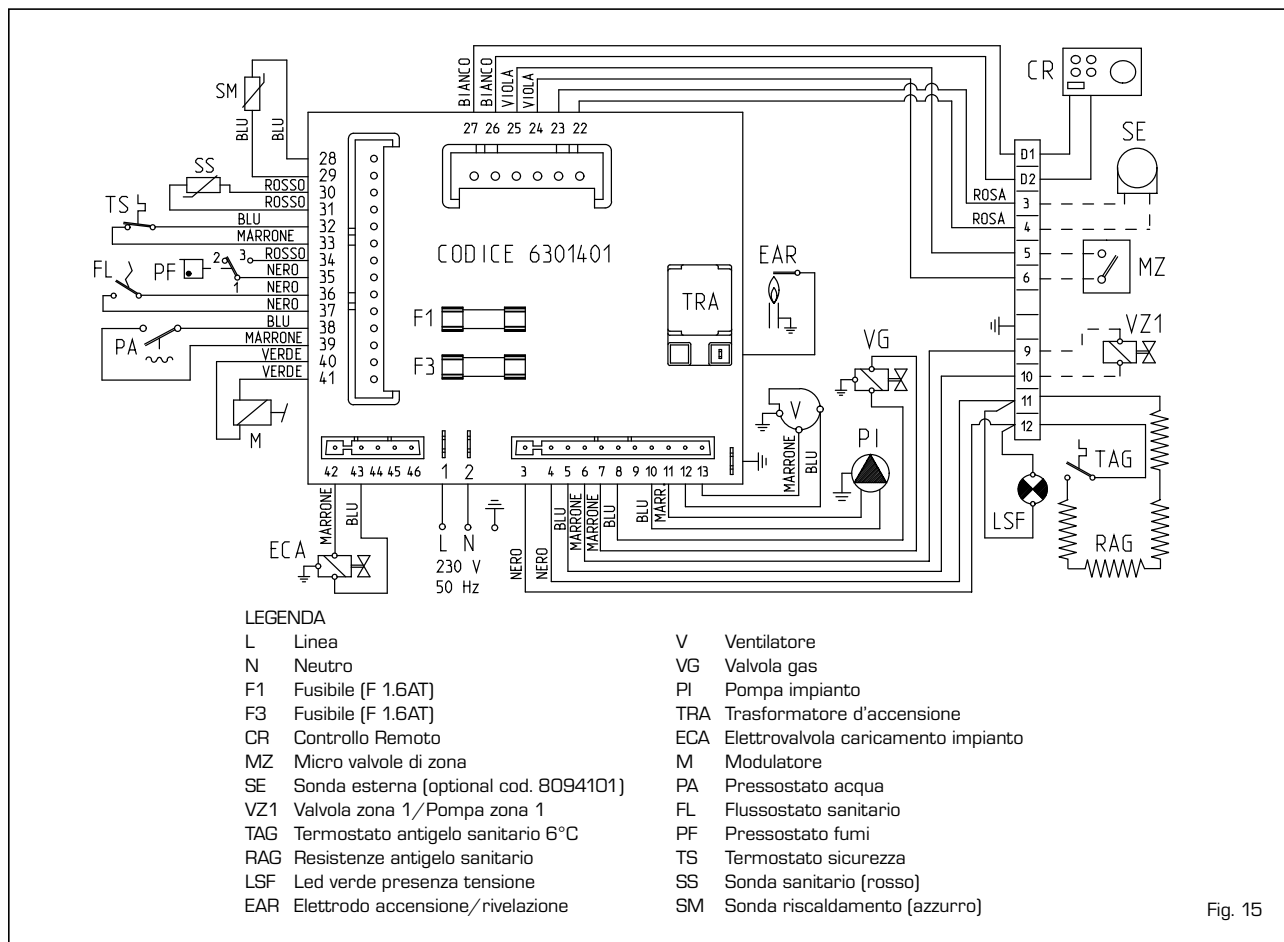 BIANCO
BIANCO
VIOLA
VIOLA
27 26 25 24 23 22
CR
SM
BLU
BLU
SE
28
29
30
31
32
33
34
35
36
37
38
39
40
41
SS
ROSSO
ROSSO
TS
BLU
MARRONE
ROSSO
PF 2 3 1
NERO
FL
NERO
NERO
BLU
PA
MARRONE
VERDE
VERDE
M
CODICE 6301401
F1
F3
TRA
EAR
VG
V
MARRONE
BLU
PI
D1
D2
3
4
5
6
9
10
11
12
ROSA
ROSA
MZ
VZ1
TAG
LSF
RAG
42 43 44 45 46
1 2
3 4 5 6 7 8 9 10 11 12 13
MARRONE
BLU
ECA
L N
230 V
50 Hz
NERO
NERO
BLU
MARRONE
MARRONE
BLU
BLU
MARR.
LEGENDA
L Linea
N Neutro
F1 Fusibile (F 1.6AT)
F3 Fusibile (F 1.6AT)
CR Controllo Remoto
MZ Micro valvole di zona
SE Sonda esterna (optional cod. 8094101)
VZ1 Valvola zona 1/Pompa zona 1
TAG Termostato antigelo sanitario 6°C
RAG Resistenze antigelo sanitario
LSF Led verde presenza tensione
EAR Elettrodo accensione/rivelazione
V Ventilatore
VG Valvola gas
PI Pompa impianto
TRA Trasformatore d'accensione
ECA Elettrovalvola caricamento impianto
M Modulatore
PA Pressostato acqua
FL Flussostato sanitario
PF Pressostato fumi
TS Termostato sicurezza
SS Sonda sanitario (rosso)
SM Sonda riscaldamento (azzurro)
Fig. 15